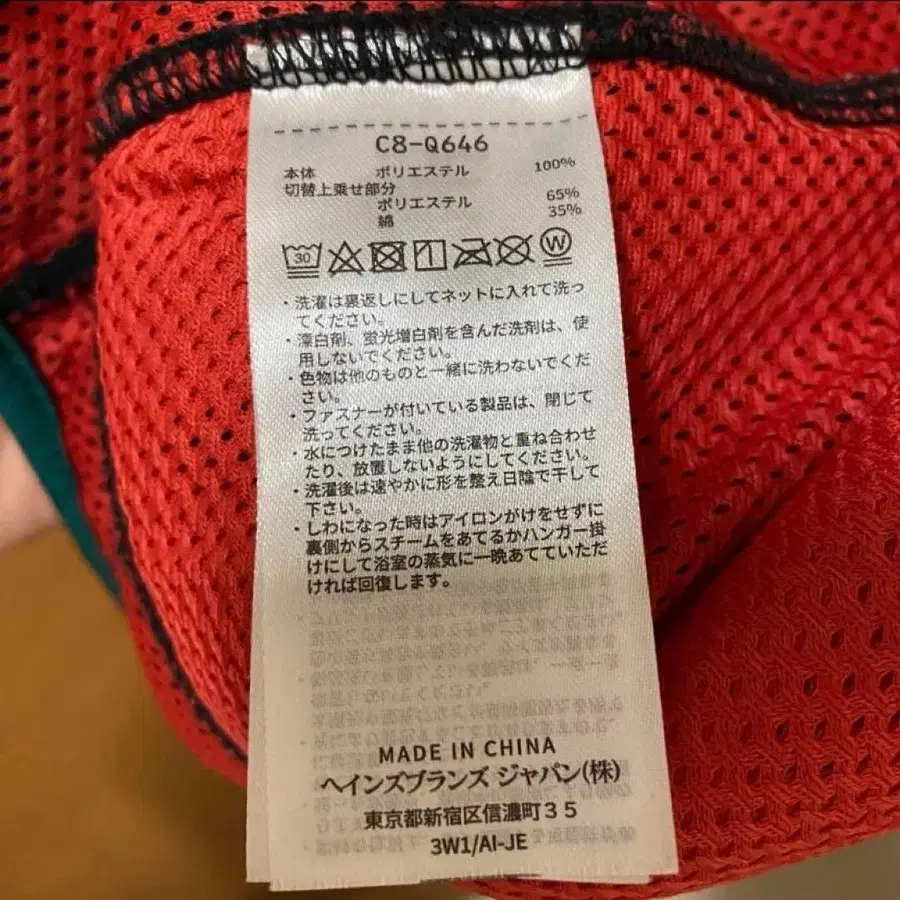 C8-Q646
本体 ポリエステル 100%
切替上乗せ部分
ポリエステル 65%
綿 35%
30 W
・洗濯は裏返しにしてネットに入れて洗っ
てください。
・漂白剤、蛍光増白剤を含んだ洗剤は、使
用しないでください。
・色物は他のものと一緒に洗わないでくだ
さい。
・ファスナーが付いている製品は、閉じて
洗ってください。
・水につけたまま他の洗濯物と重ね合わせ
たり、放置しないようにしてください。
・洗濯後は速やかに形を整え日陰で干して
下さい。
・しわになった時はアイロンがけをせずに
裏側からスチームをあてるかハンガー掛
けにして浴室の蒸気に一晩あてていただ
ければ回復します。
MADE IN CHINA
ヘインズブランズ ジャパン(株)
東京都新宿区信濃町35
3W1/AI-JE